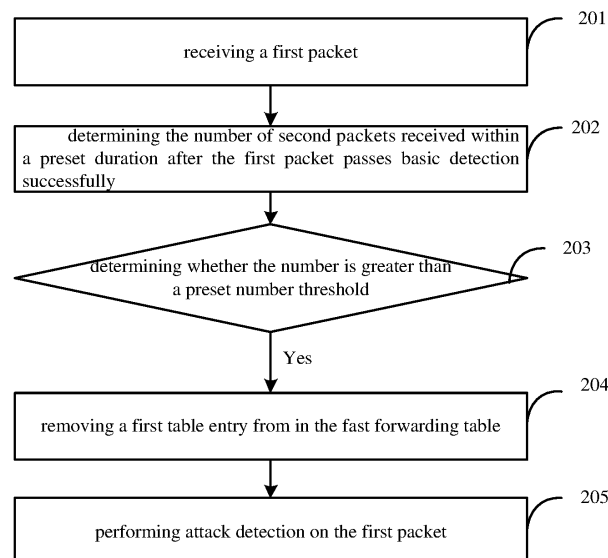 201
receiving a first packet
202
determining the number of second packets received within
a preset duration after the first packet passes basic detection
successfully
203
determining whether the number is greater than
a preset number threshold
Yes
204
removing a first table entry from in the fast forwarding table
205
performing attack detection on the first packet